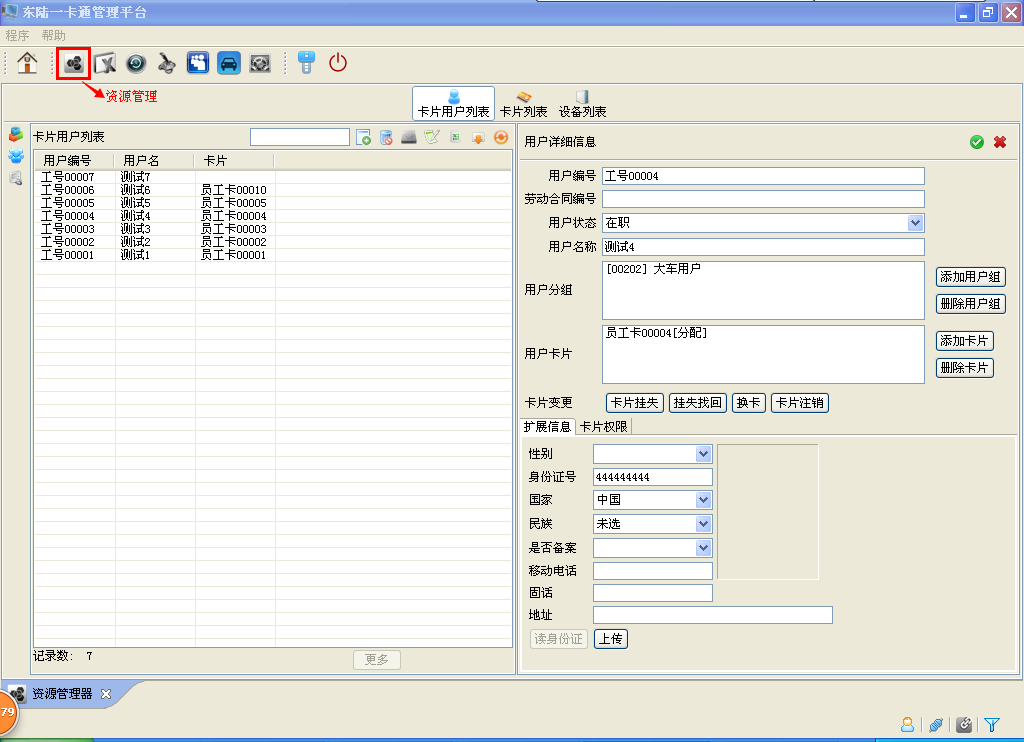 东陆一卡通管理平台
程序 帮助
资源管理
卡片用户列表 卡片列表 设备列表
卡片用户列表
用户编号 用户名 卡片
工号00007 测试7
工号00006 测试6 员工卡00010
工号00005 测试5 员工卡00005
工号00004 测试4 员工卡00004
工号00003 测试3 员工卡00003
工号00002 测试2 员工卡00002
工号00001 测试1 员工卡00001
记录数: 7
更多
用户详细信息
用户编号 工号00004
劳动合同编号
用户状态 在职
用户名称 测试4
用户分组 [00202] 大车用户
添加用户组
删除用户组
用户卡片 员工卡00004[分配]
添加卡片
删除卡片
卡片变更 卡片挂失 挂失找回 换卡 卡片注销
扩展信息 卡片权限
性别
身份证号 444444444
国家 中国
民族 未选
是否备案
移动电话
固话
地址
读身份证 上传
资源管理器
79